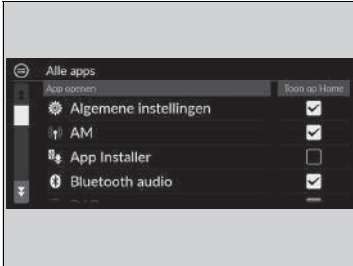 Alle apps
App openen Toon op Home
Algemene instellingen
AM
App Installer
Bluetooth audio